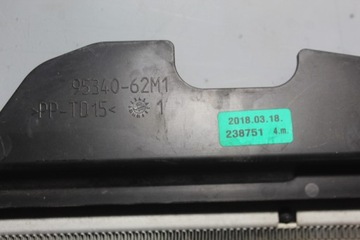 95340-62M1
>PP-TD15< 1
2018.03.18.
238751 4.m.